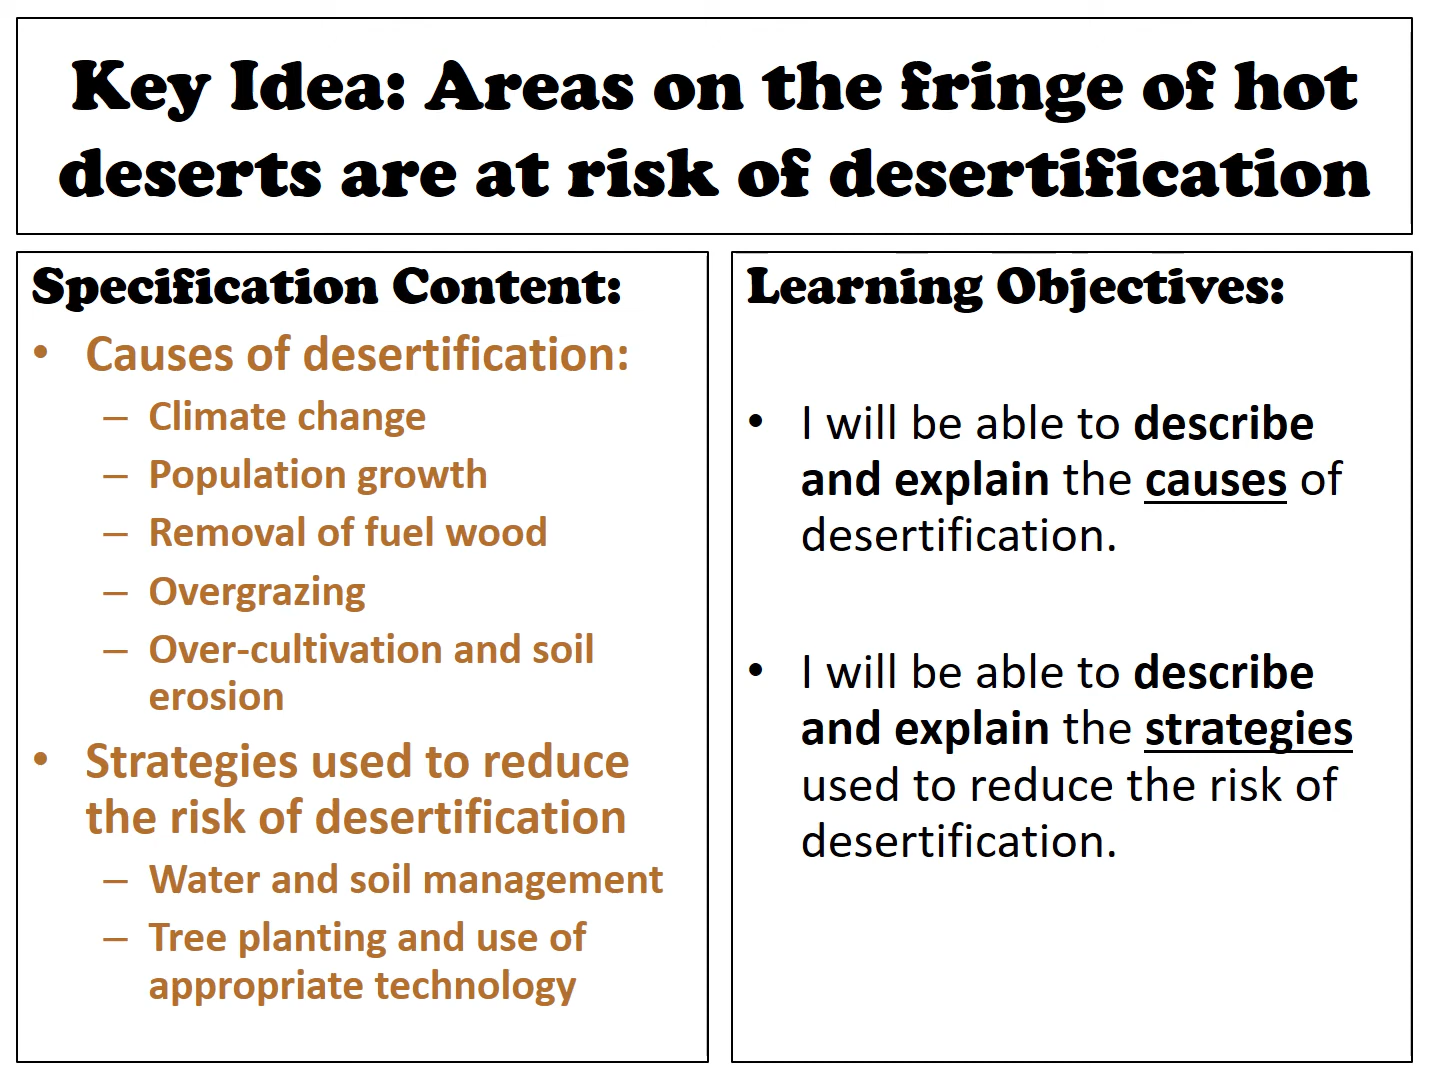 Key Idea: Areas on the fringe of hot
deserts are at risk of desertification
Specification Content:
• Causes of desertification:
– Climate change
– Population growth
– Removal of fuel wood
– Overgrazing
– Over-cultivation and soil
erosion
• Strategies used to reduce
the risk of desertification
– Water and soil management
– Tree planting and use of
appropriate technology
Learning Objectives:
• I will be able to describe
and explain the causes of
desertification.
• I will be able to describe
and explain the strategies
used to reduce the risk of
desertification.